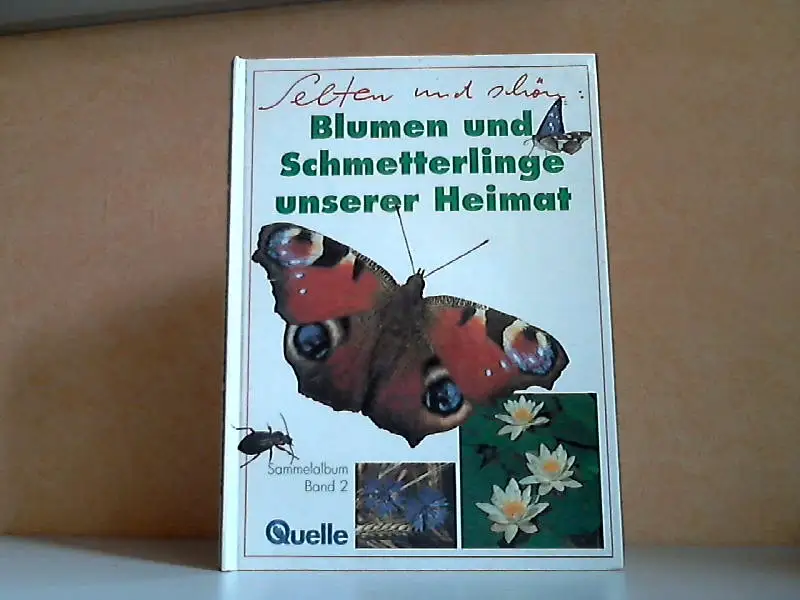 Selten und schön:
Blumen und
Schmetterlinge
unserer Heimat
Sammelalbum
Band 2
Quelle